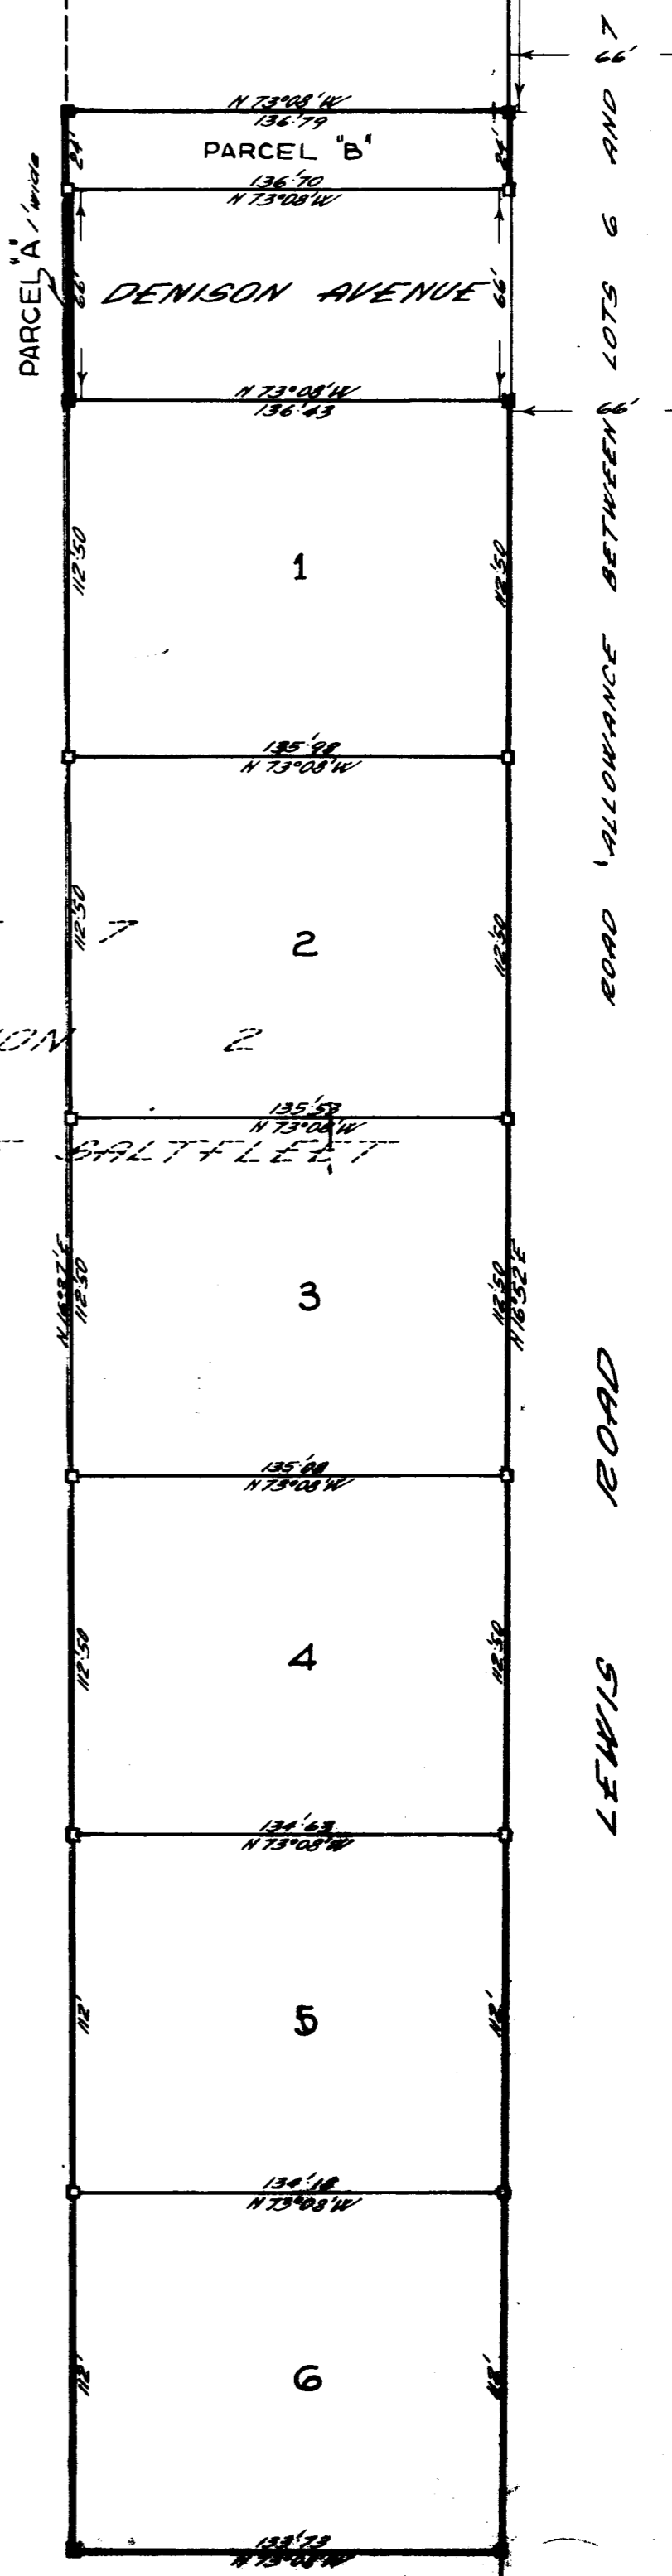 66'
N 73°08'W
136'79
24'
PARCEL "B"
24'
136'70
N 73°08'W
PARCEL "A" 1' wide
66'
DENISON AVENUE
66'
N 73°08'W
136'43
66'
112'50
1
112'50
135'98
N 73°08'W
112'50
2
112'50
7
ION 2
135'53
N 73°08'W
SALTFLEET
N 16°37'E
112'50
3
112'50
N 16°52'E
135'08
N 73°08'W
112'50
4
112'50
134'63
N 73°08'W
112'
5
112'
134'18
N 73°08'W
112'
6
112'
133'73
N 73°08'W
ROAD ALLOWANCE BETWEEN LOTS 6 AND 7
LEWIS ROAD